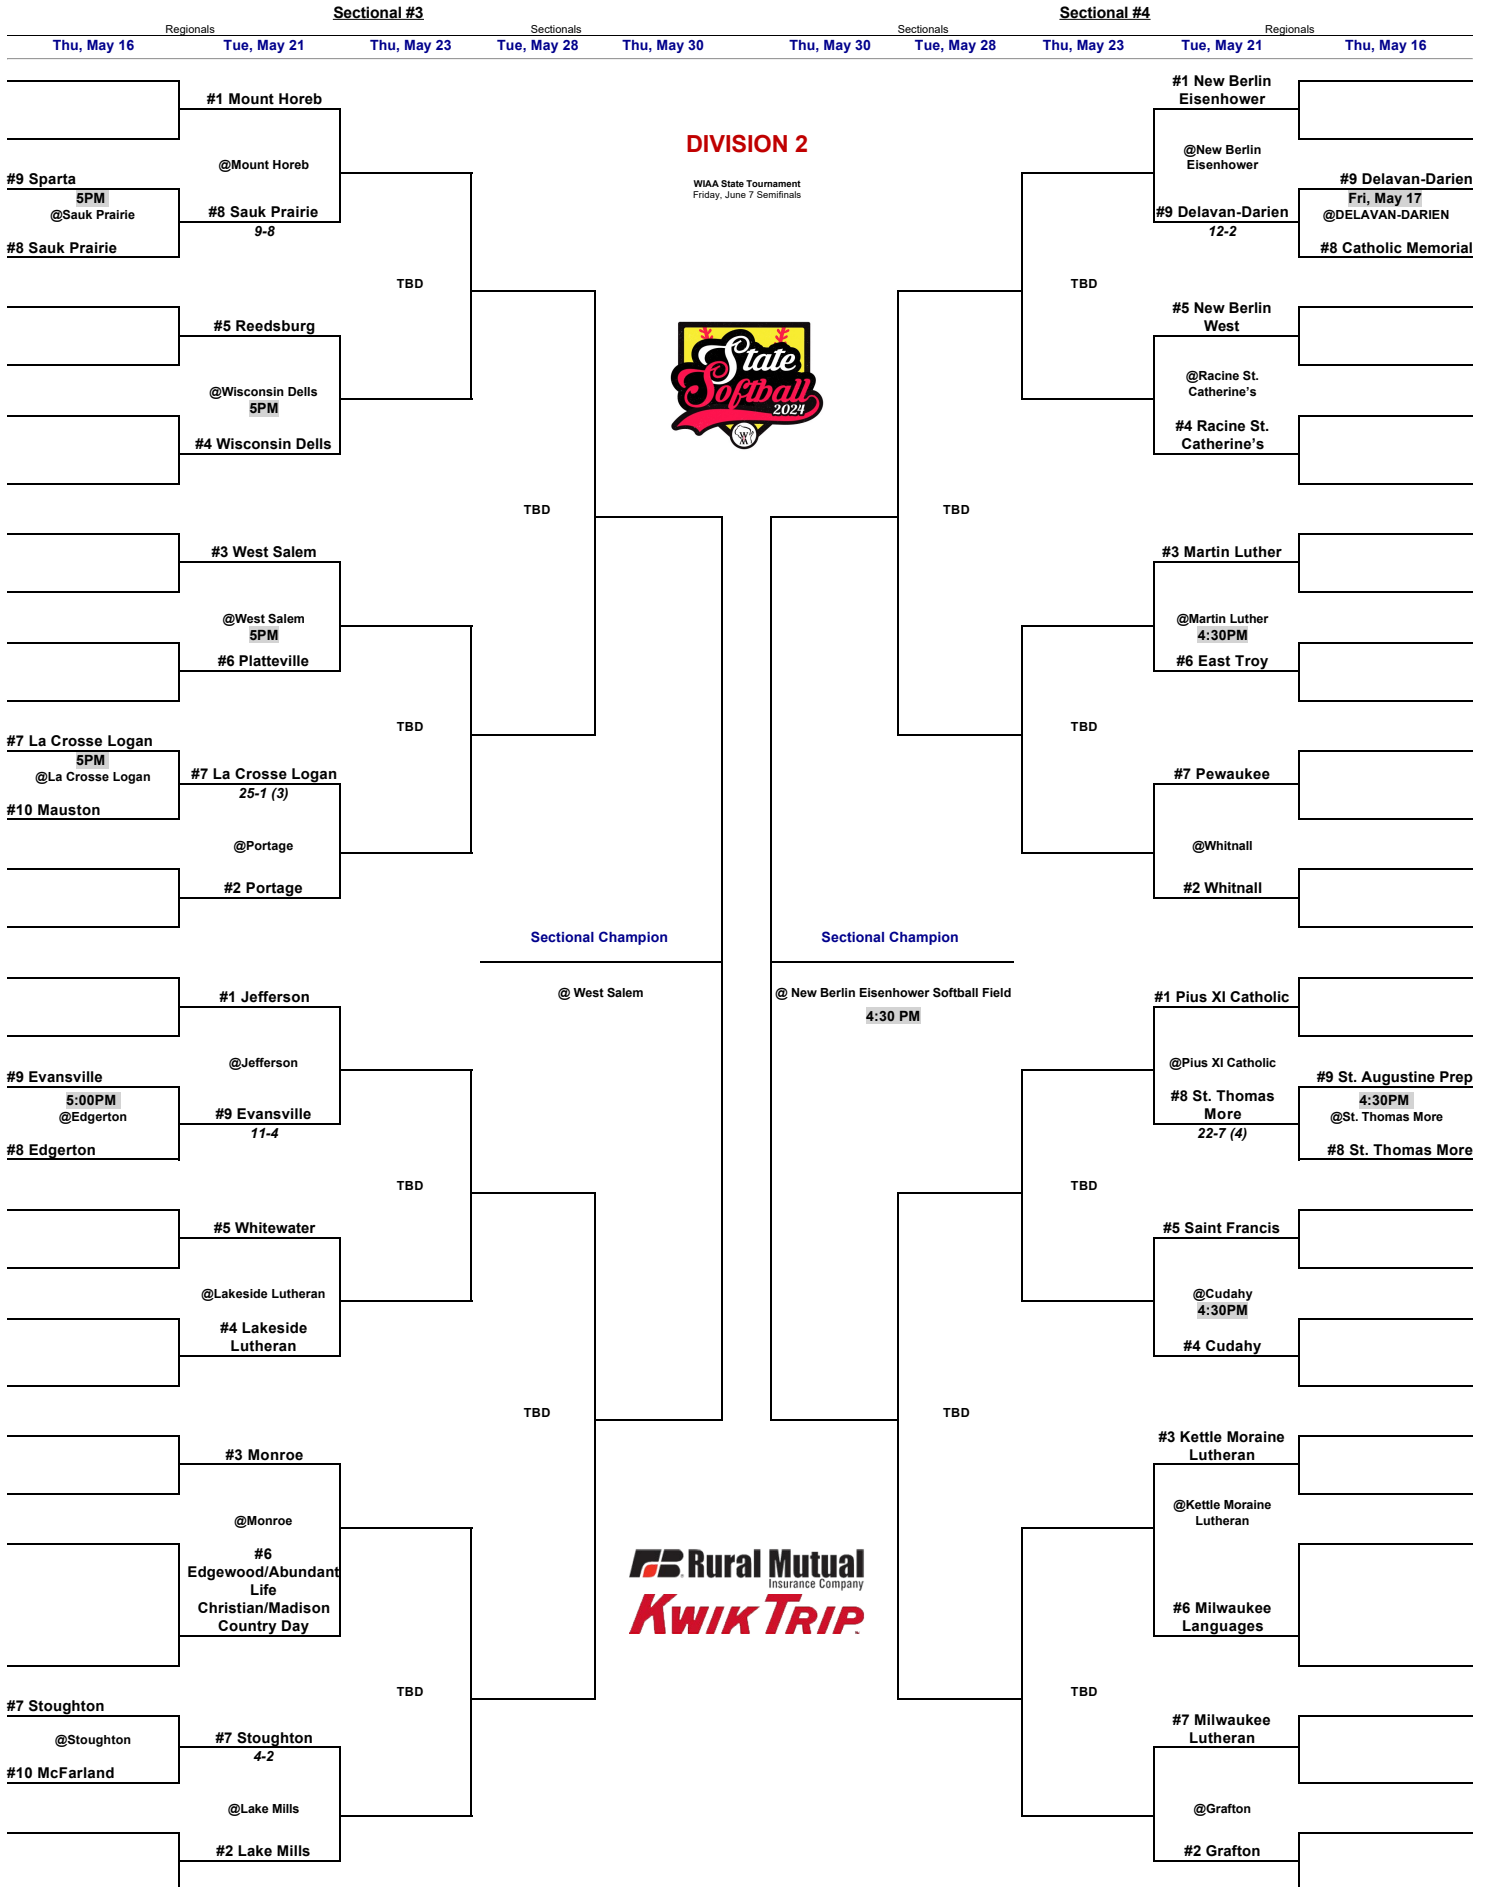 Sectional #3
Sectional #4
Regionals
Sectionals
Sectionals
Regionals
Thu, May 16
Tue, May 21
Thu, May 23
Tue, May 28
Thu, May 30
Thu, May 30
Tue, May 28
Thu, May 23
Tue, May 21
Thu, May 16
#1 Mount Horeb
@Mount Horeb
#9 Sparta
5PM
@Sauk Prairie
#8 Sauk Prairie
#8 Sauk Prairie
9-8
TBD
#5 Reedsburg
@Wisconsin Dells
5PM
#4 Wisconsin Dells
TBD
#3 West Salem
@West Salem
5PM
#6 Platteville
TBD
#7 La Crosse Logan
5PM
@La Crosse Logan
#10 Mauston
#7 La Crosse Logan
25-1 (3)
@Portage
#2 Portage
Sectional Champion
@ West Salem
#1 Jefferson
@Jefferson
#9 Evansville
5:00PM
@Edgerton
#8 Edgerton
#9 Evansville
11-4
TBD
#5 Whitewater
@Lakeside Lutheran
#4 Lakeside
Lutheran
TBD
#3 Monroe
@Monroe
#6
Edgewood/Abundant
Life
Christian/Madison
Country Day
TBD
#7 Stoughton
@Stoughton
#10 McFarland
#7 Stoughton
4-2
@Lake Mills
#2 Lake Mills
DIVISION 2
WIAA State Tournament
Friday, June 7 Semifinals
State
Softball
2024
Rural Mutual
Insurance Company
KWIK TRIP
#1 New Berlin
Eisenhower
@New Berlin
Eisenhower
#9 Delavan-Darien
12-2
#9 Delavan-Darien
Fri, May 17
@DELAVAN-DARIEN
#8 Catholic Memorial
TBD
#5 New Berlin
West
@Racine St.
Catherine's
#4 Racine St.
Catherine's
TBD
#3 Martin Luther
@Martin Luther
4:30PM
#6 East Troy
TBD
#7 Pewaukee
@Whitnall
#2 Whitnall
Sectional Champion
@ New Berlin Eisenhower Softball Field
4:30 PM
#1 Pius XI Catholic
@Pius XI Catholic
#8 St. Thomas
More
22-7 (4)
#9 St. Augustine Prep
4:30PM
@St. Thomas More
#8 St. Thomas More
TBD
#5 Saint Francis
@Cudahy
4:30PM
#4 Cudahy
TBD
#3 Kettle Moraine
Lutheran
@Kettle Moraine
Lutheran
#6 Milwaukee
Languages
TBD
#7 Milwaukee
Lutheran
@Grafton
#2 Grafton